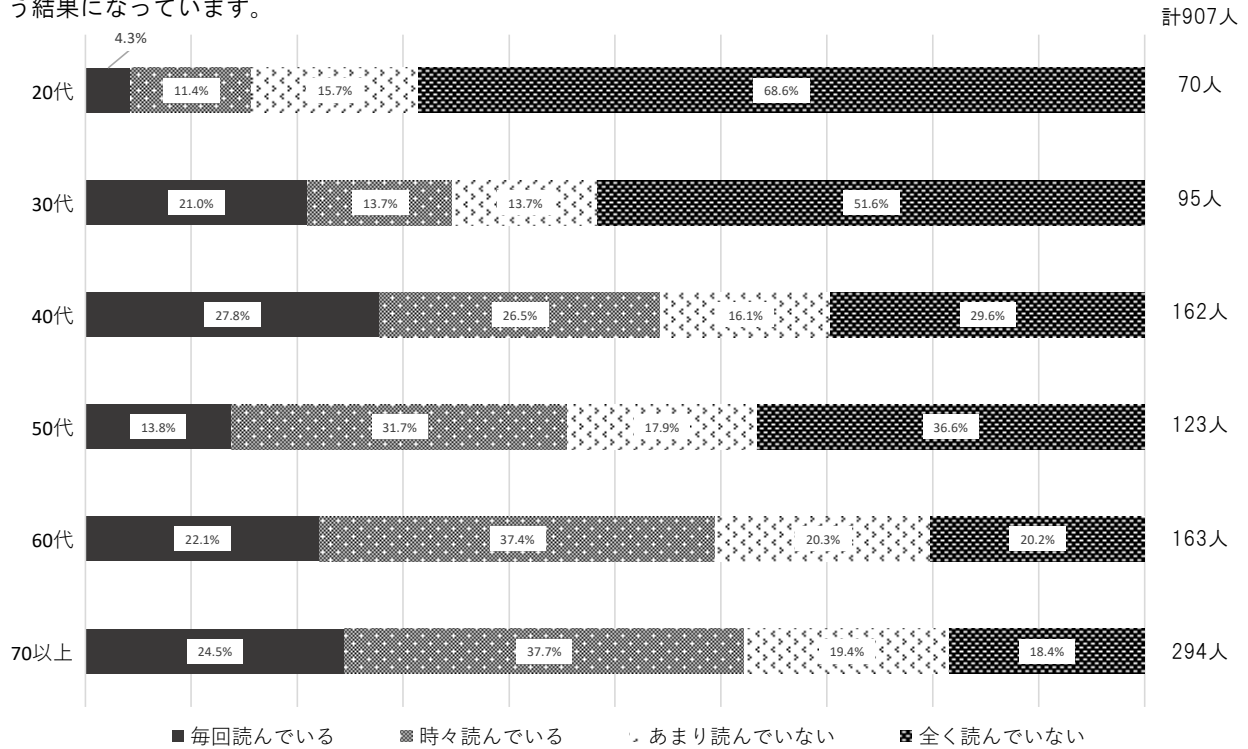 う結果になっています。
計907人
4.3%
20代 11.4% 15.7% 68.6% 70人
30代 21.0% 13.7% 13.7% 51.6% 95人
40代 27.8% 26.5% 16.1% 29.6% 162人
50代 13.8% 31.7% 17.9% 36.6% 123人
60代 22.1% 37.4% 20.3% 20.2% 163人
70以上 24.5% 37.7% 19.4% 18.4% 294人
毎回読んでいる 時々読んでいる あまり読んでいない 全く読んでいない